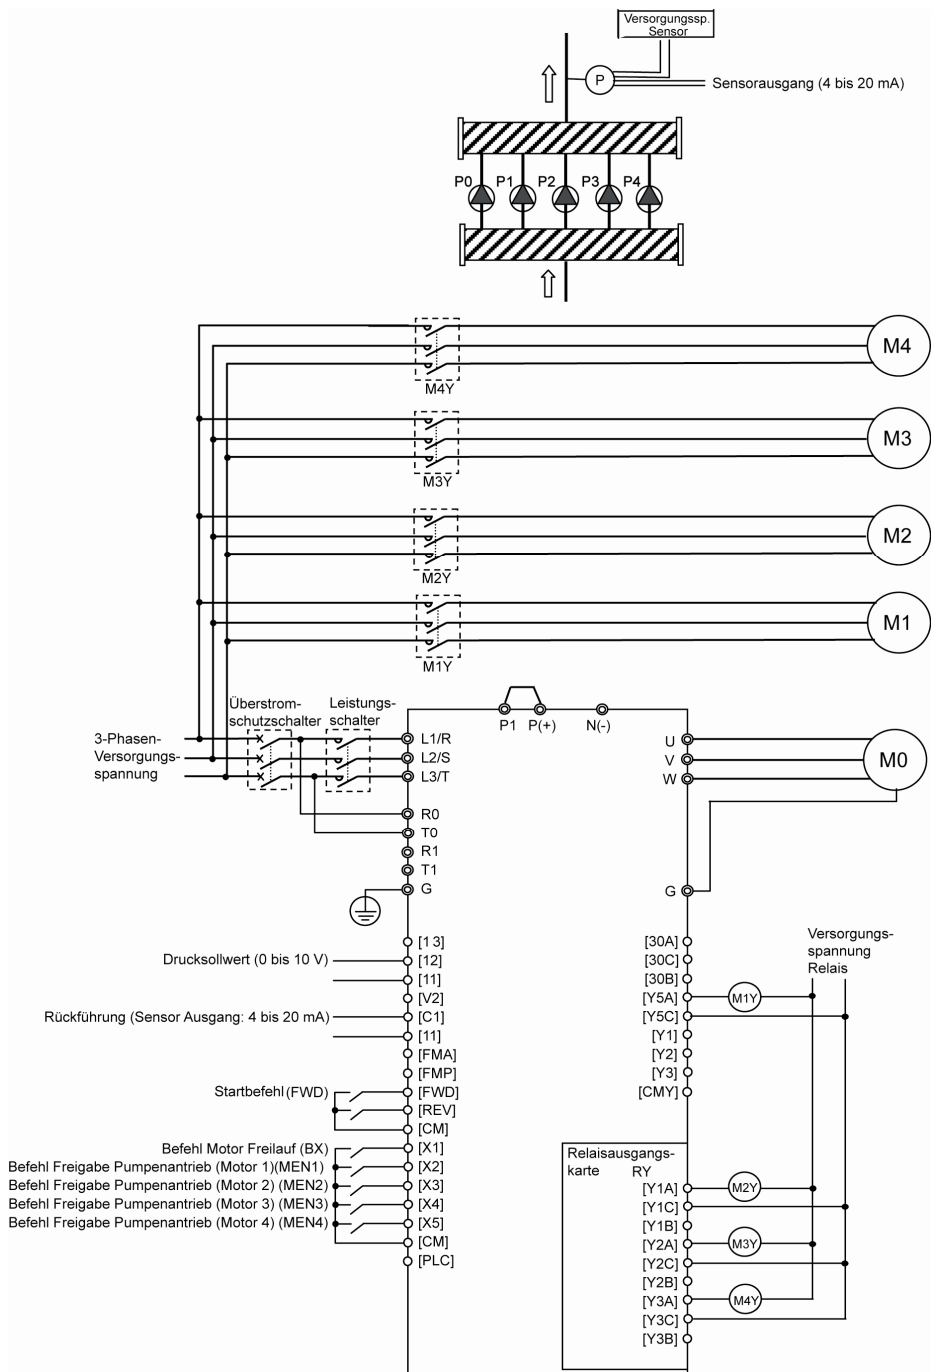 Versorgungssp.
Sensor
P
Sensorausgang (4 bis 20 mA)
P0 P1 P2 P3 P4
M4
M4Y
M3
M3Y
M2
M2Y
M1
M1Y
Überstrom-
schutzschalter
Leistungs-
schalter
P1 P(+) N(-)
3-Phasen-
Versorgungs-
spannung
L1/R
L2/S
L3/T
R0
T0
R1
T1
G
U
V
W
M0
G
Drucksollwert (0 bis 10 V)
Rückführung (Sensor Ausgang: 4 bis 20 mA)
Startbefehl (FWD)
Befehl Motor Freilauf (BX)
Befehl Freigabe Pumpenantrieb (Motor 1)(MEN1)
Befehl Freigabe Pumpenantrieb (Motor 2) (MEN2)
Befehl Freigabe Pumpenantrieb (Motor 3) (MEN3)
Befehl Freigabe Pumpenantrieb (Motor 4) (MEN4)
[13]
[12]
[11]
[V2]
[C1]
[11]
[FMA]
[FMP]
[FWD]
[REV]
[CM]
[X1]
[X2]
[X3]
[X4]
[X5]
[CM]
[PLC]
Versorgungs-
spannung
Relais
[30A]
[30C]
[30B]
[Y5A] M1Y
[Y5C]
[Y1]
[Y2]
[Y3]
[CMY]
Relaisausgangs-
karte RY
[Y1A] M2Y
[Y1C]
[Y1B]
[Y2A] M3Y
[Y2C]
[Y2B]
[Y3A] M4Y
[Y3C]
[Y3B]